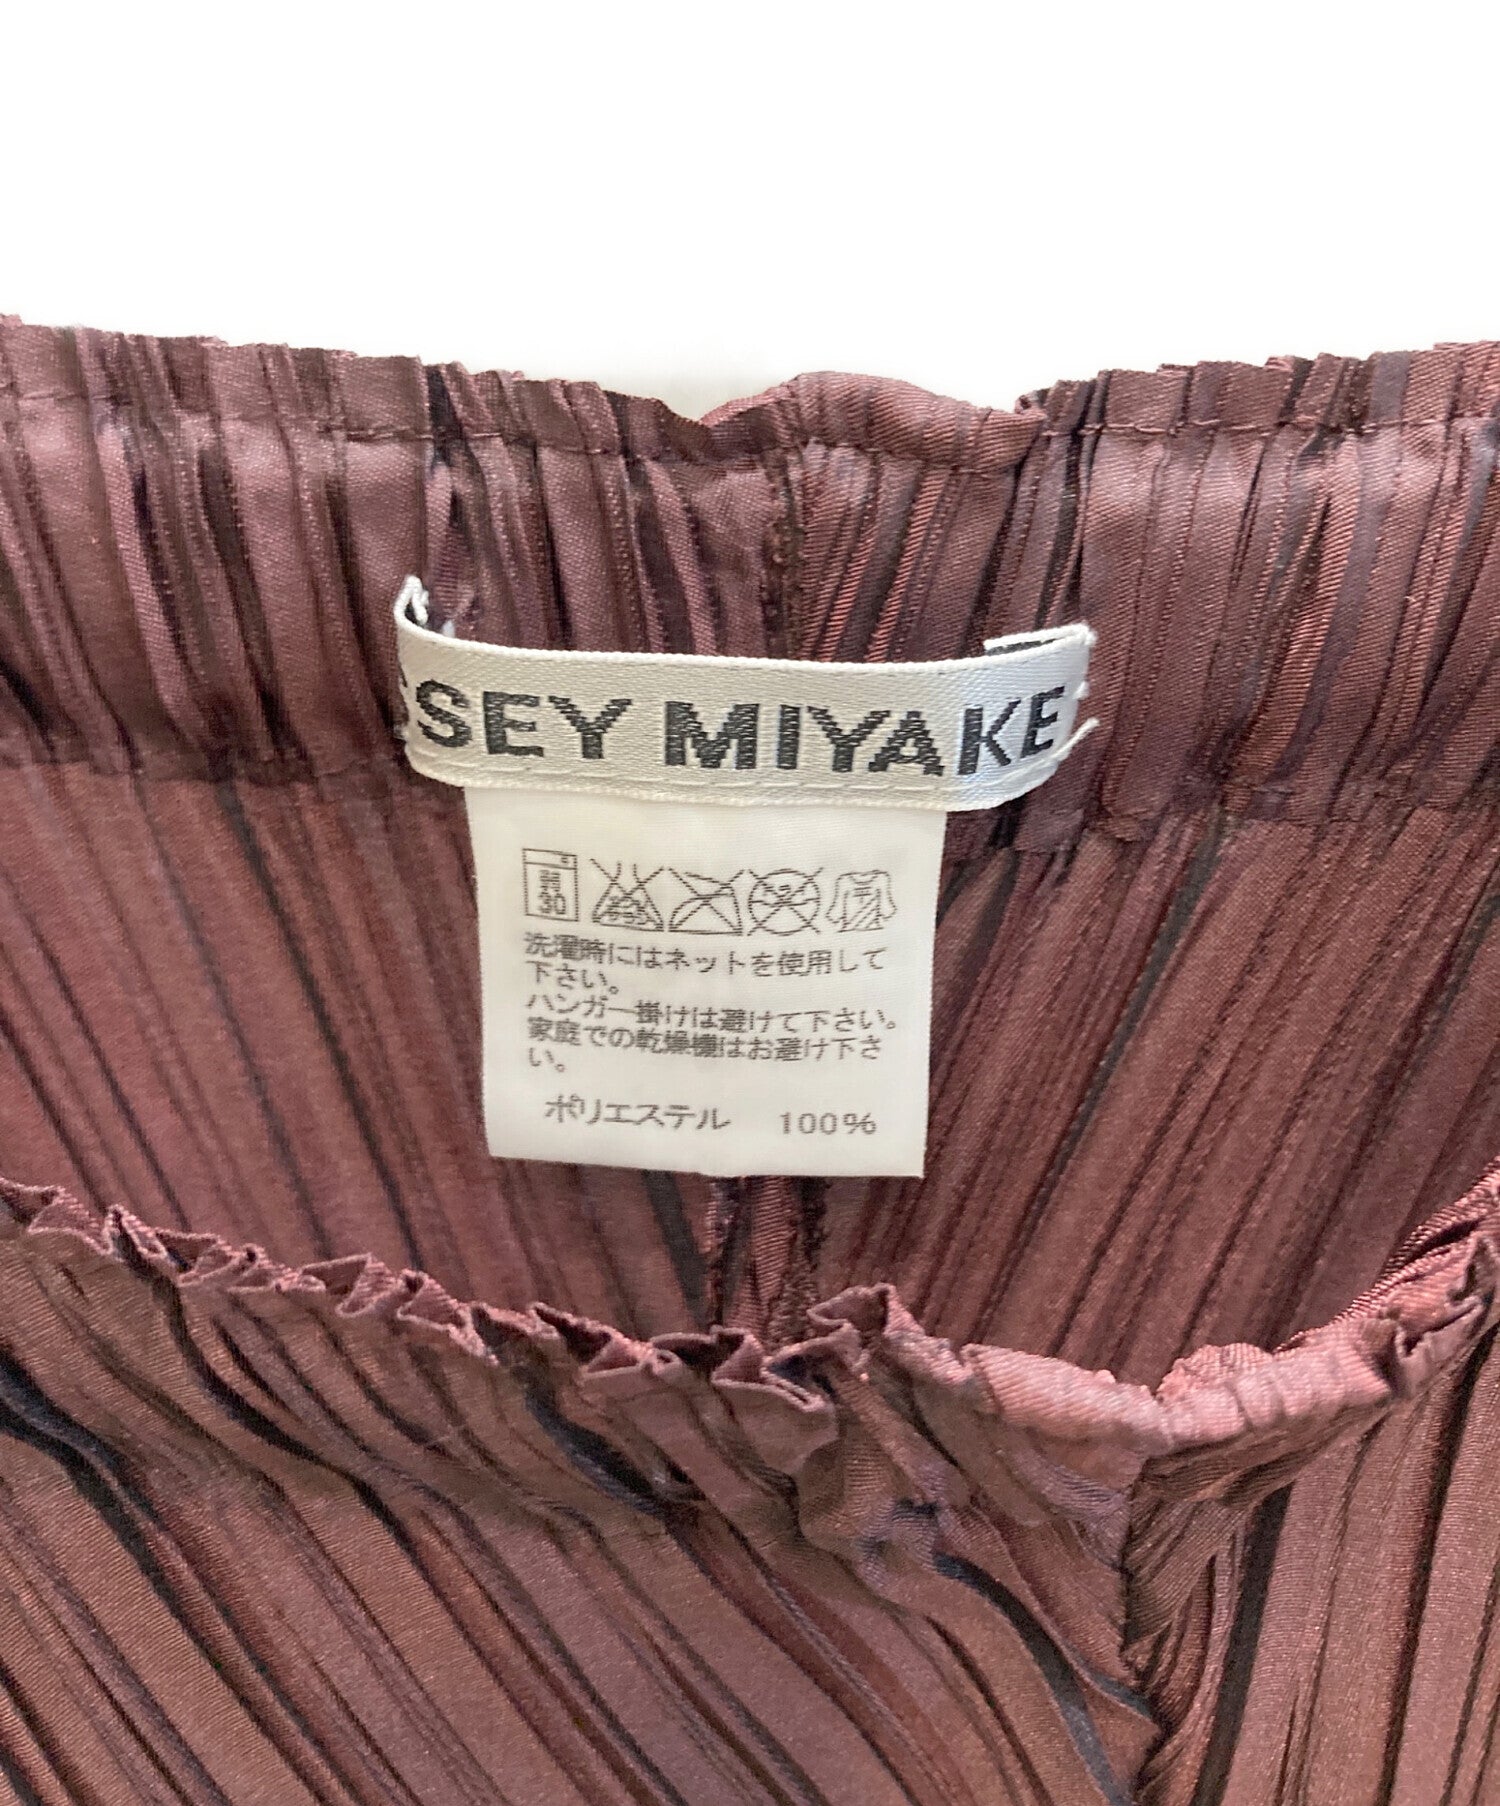 SSEY MIYAKE
30
洗濯時にはネットを使用して
下さい。
ハンガー掛けは避けて下さい。
家庭での乾燥機はお避け下さ
い。
ポリエステル 100%